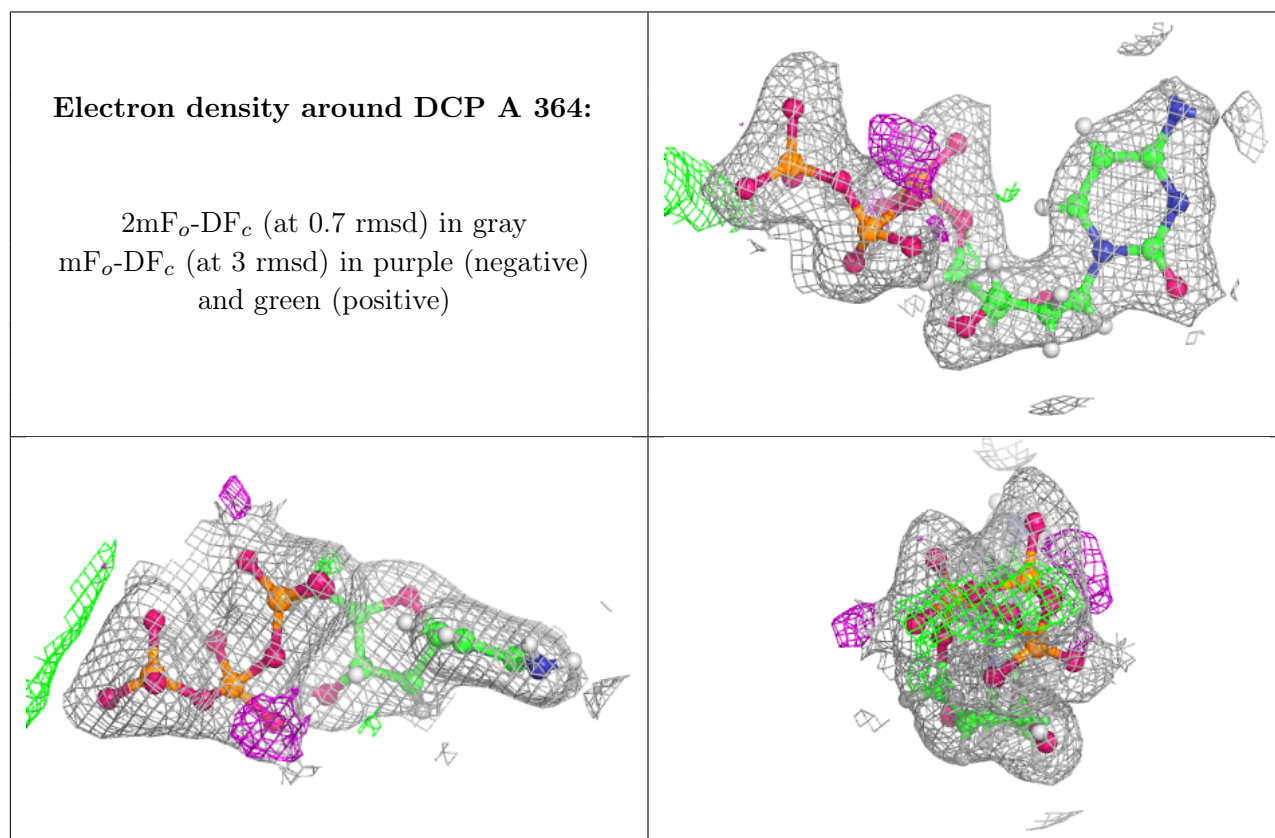 Electron density around DCP A 364:
2mFo-DFc (at 0.7 rmsd) in gray
mFo-DFc (at 3 rmsd) in purple (negative)
and green (positive)